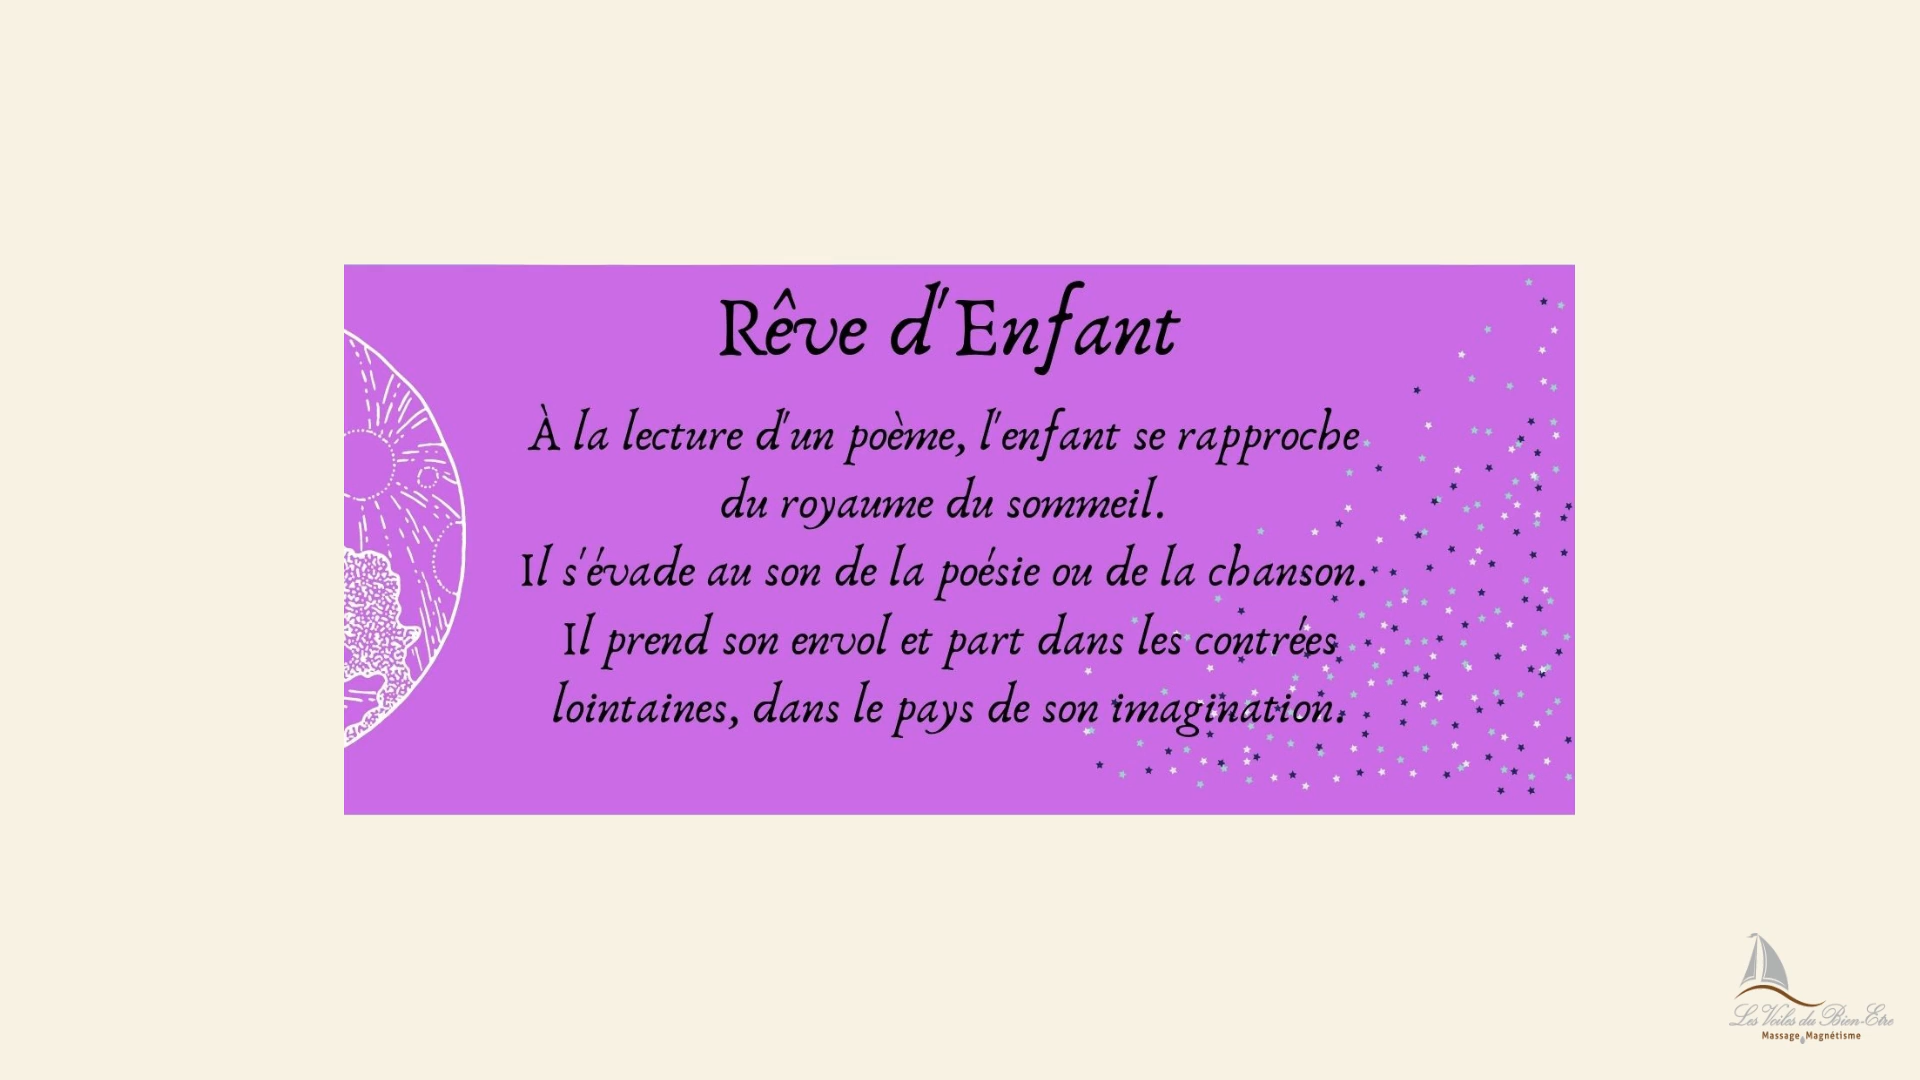 Rêve d'Enfant
À la lecture d'un poème, l'enfant se rapproche
du royaume du sommeil.
Il s'évade au son de la poésie ou de la chanson.
Il prend son envol et part dans les contrées
lointaines, dans le pays de son imagination.
Les Voiles du Bien-Etre
Massage Magnétisme